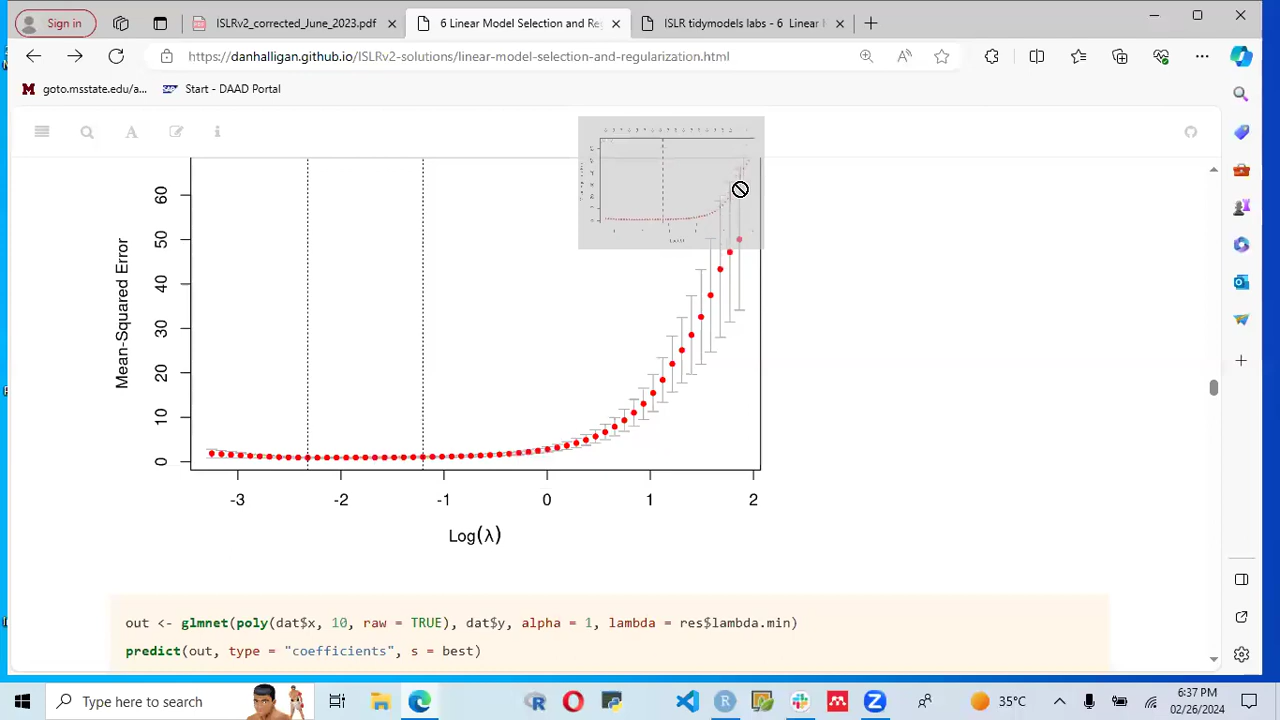 Sign in
ISLRv2_corrected_June_2023.pdf
6 Linear Model Selection and Re
ISLR tidymodels labs - 6 Linear
https://danhalligan.github.io/ISLRv2-solutions/linear-model-selection-and-regularization.html
goto.msstate.edu/a...
Start - DAAD Portal
60
50
40
30
20
10
0
Mean-Squared Error
-3 -2 -1 0 1 2
Log(λ)
out <- glmnet(poly(dat$x, 10, raw = TRUE), dat$y, alpha = 1, lambda = res$lambda.min)
predict(out, type = "coefficients", s = best)
Type here to search
35°C
6:37 PM
02/26/2024